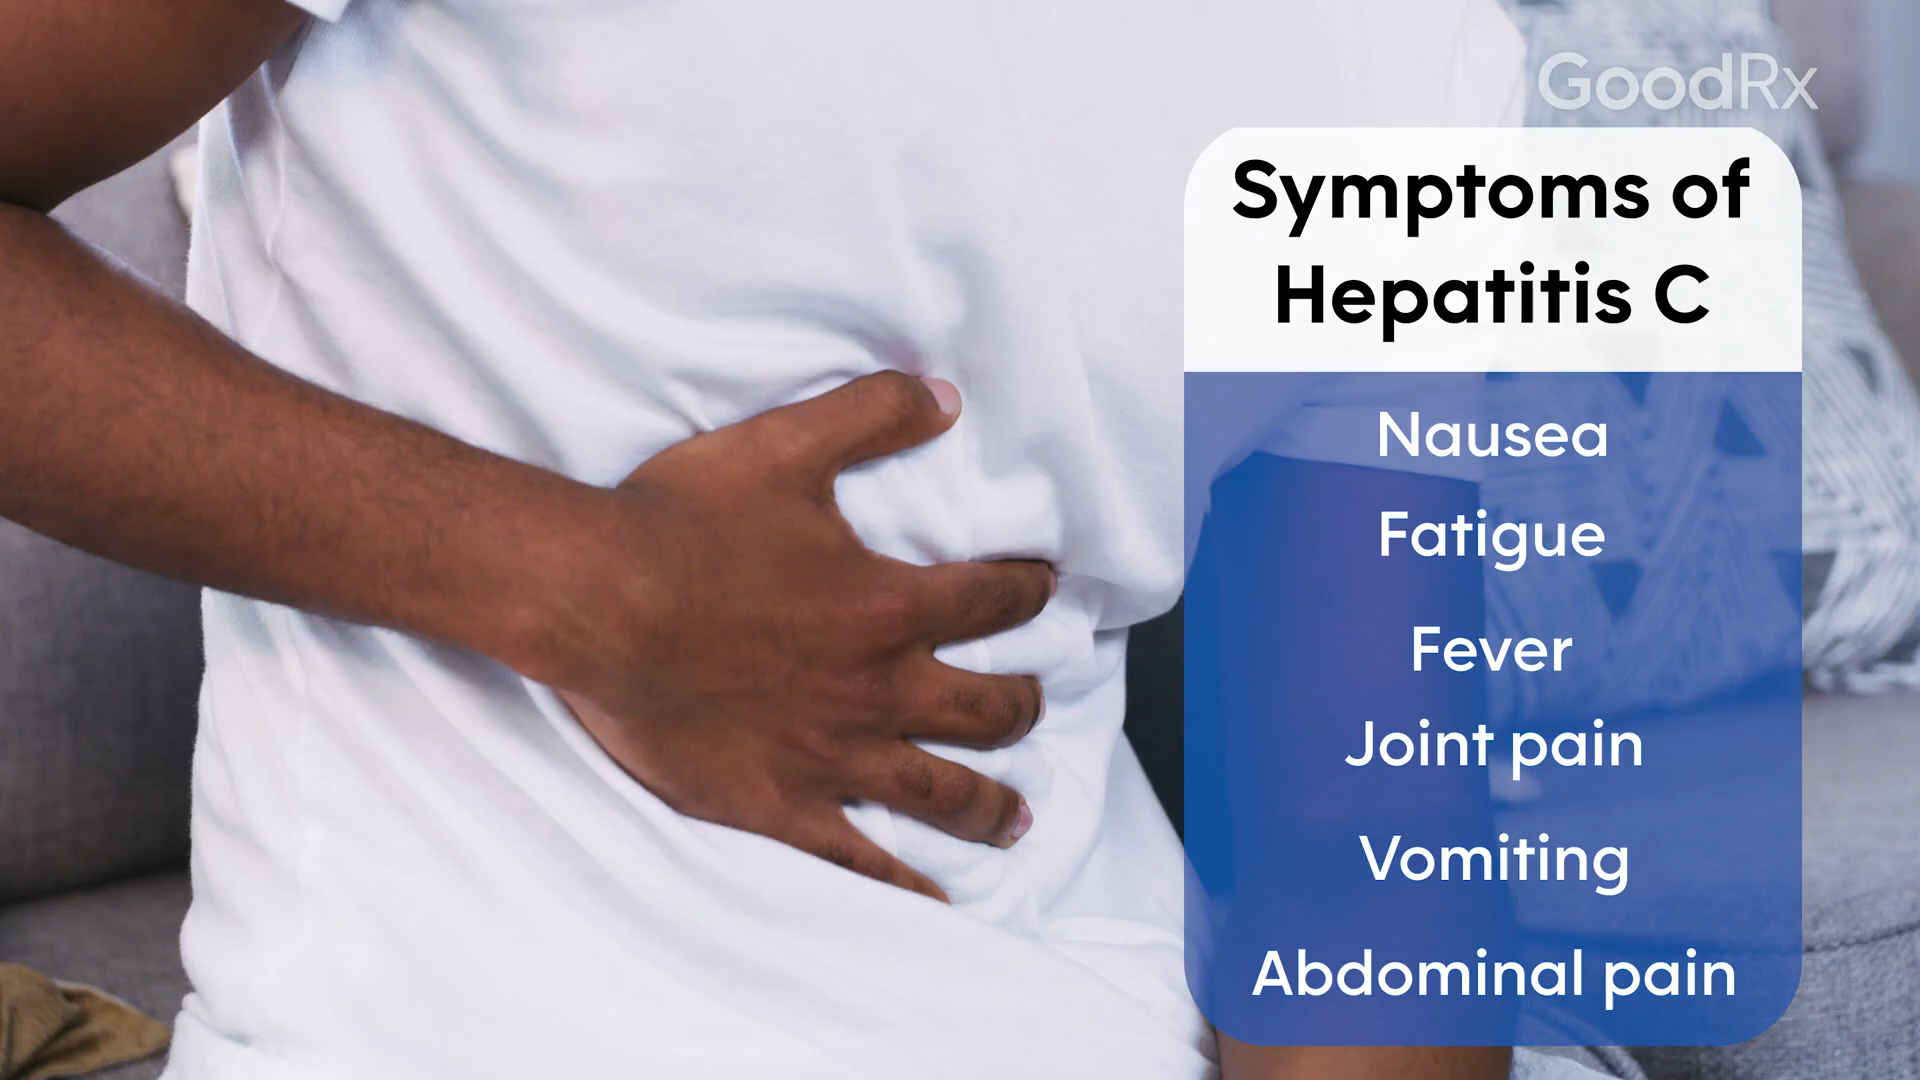 GoodRx
Symptoms of
Hepatitis C
Nausea
Fatigue
Fever
Joint pain
Vomiting
Abdominal pain